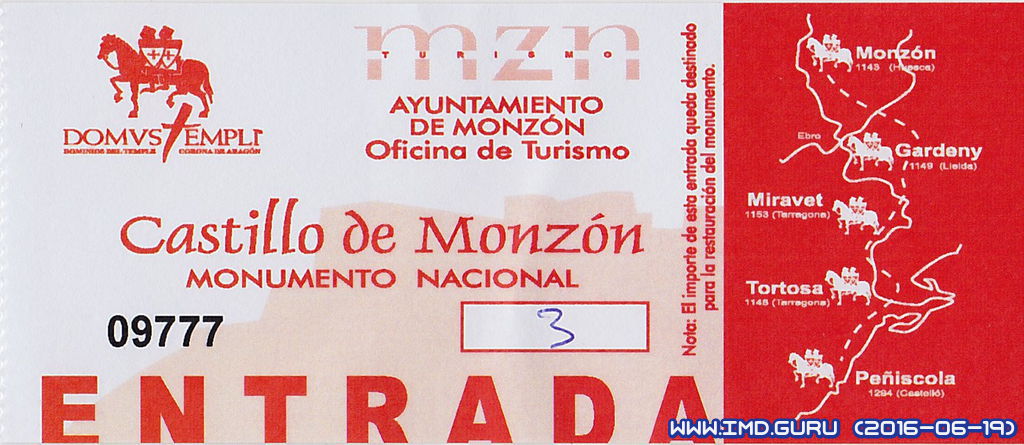 DOMVS TEMPLI
DOMINIOS DEL TEMPLE CORONA DE ARAGÓN
mzn
TURISMO
AYUNTAMIENTO
DE MONZÓN
Oficina de Turismo
Castillo de Monzón
MONUMENTO NACIONAL
09777
3
ENTRADA
Nota: El importe de esta entrada queda destinado
para la restauración del monumento.
Monzón
1143 (Huesca)
Ebro
Gardeny
1149 (Lleida)
Miravet
1153 (Tarragona)
Tortosa
1148 (Tarragona)
Peñiscola
1294 (Castelló)
WWW.IMD.GURU (2016-06-19)